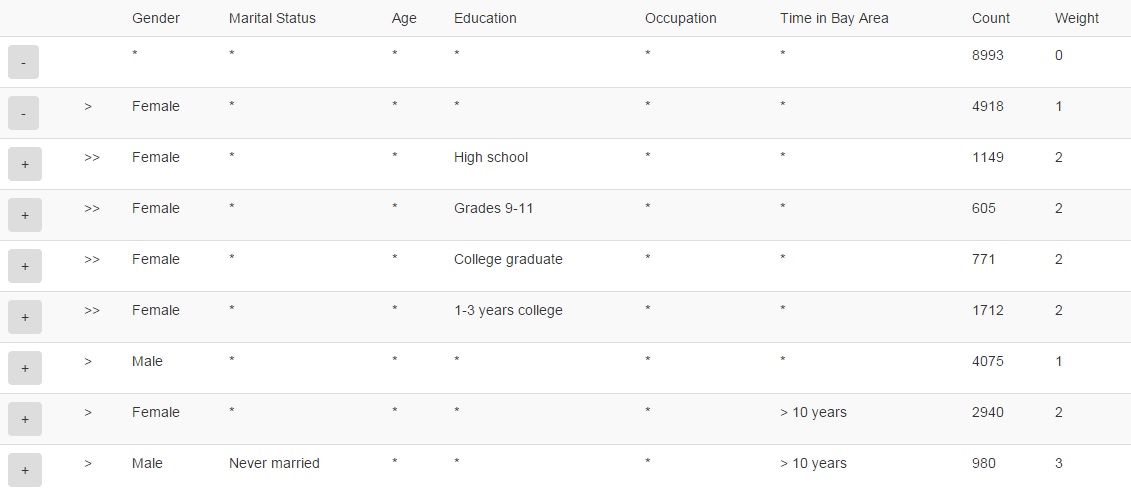 Gender Marital Status Age Education Occupation Time in Bay Area Count Weight
- * * * * * * 8993 0
- > Female * * * * * 4918 1
+ >> Female * * High school * * 1149 2
+ >> Female * * Grades 9-11 * * 605 2
+ >> Female * * College graduate * * 771 2
+ >> Female * * 1-3 years college * * 1712 2
+ > Male * * * * * 4075 1
+ > Female * * * * > 10 years 2940 2
+ > Male Never married * * * > 10 years 980 3